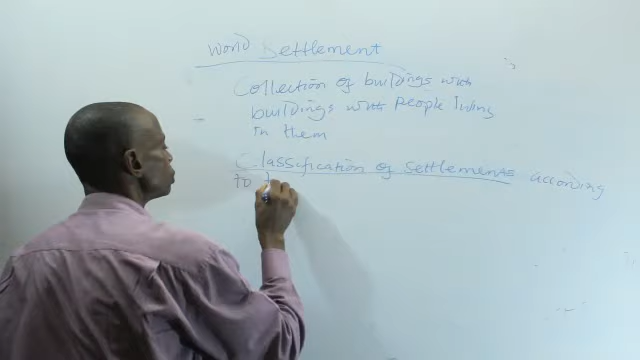 World Settlement
Collection of buildings with
buildings with people living
in them
Classification of settlements according
to